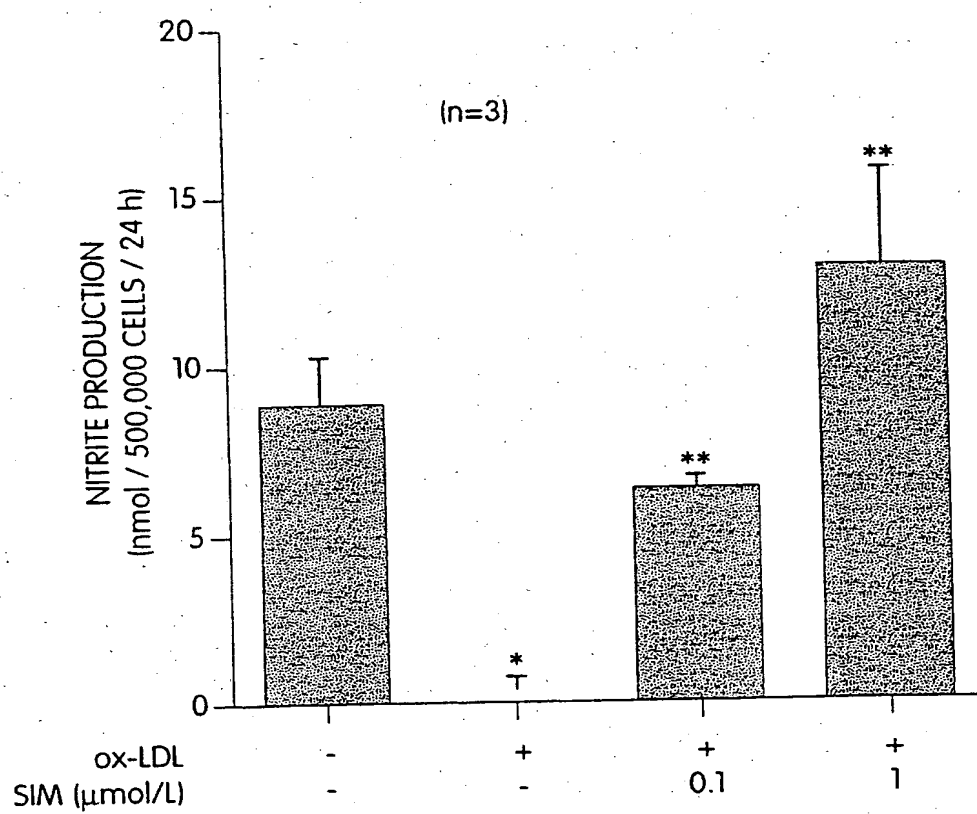 20
(n=3)
**
15
NITRITE PRODUCTION
(nmol / 500,000 CELLS / 24 h)
10
**
5
*
0
ox-LDL - + + +
SIM (μmol/L) - - 0.1 1